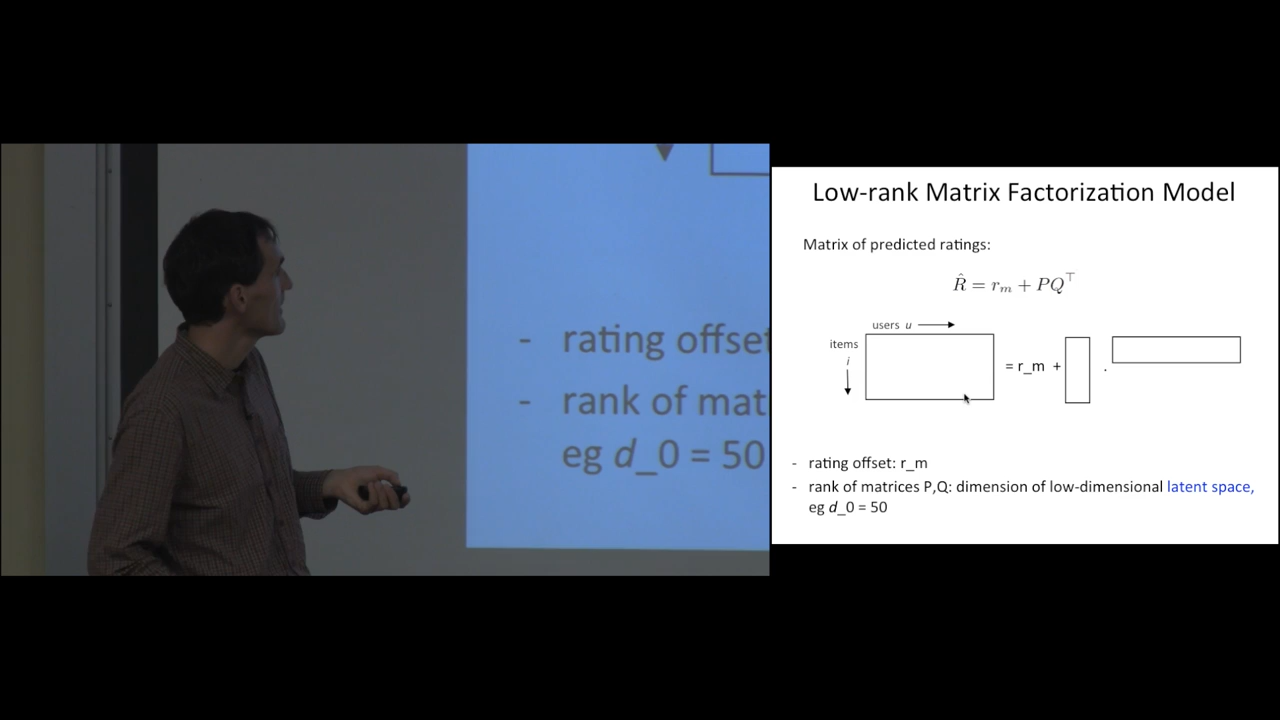 - rating offset
- rank of mat
eg d_0 = 50
Low-rank Matrix Factorization Model
Matrix of predicted ratings:
R̂ = r_m + PQ^⊤
users u
items
i
= r_m + .
- rating offset: r_m
- rank of matrices P,Q: dimension of low-dimensional latent space,
eg d_0 = 50